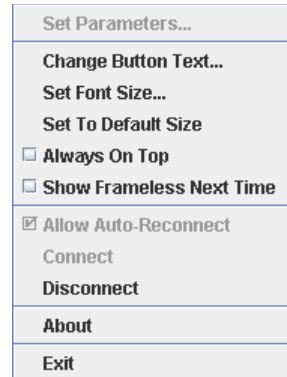 Set Parameters...
Change Button Text...
Set Font Size...
Set To Default Size
Always On Top
Show Frameless Next Time
Allow Auto-Reconnect
Connect
Disconnect
About
Exit